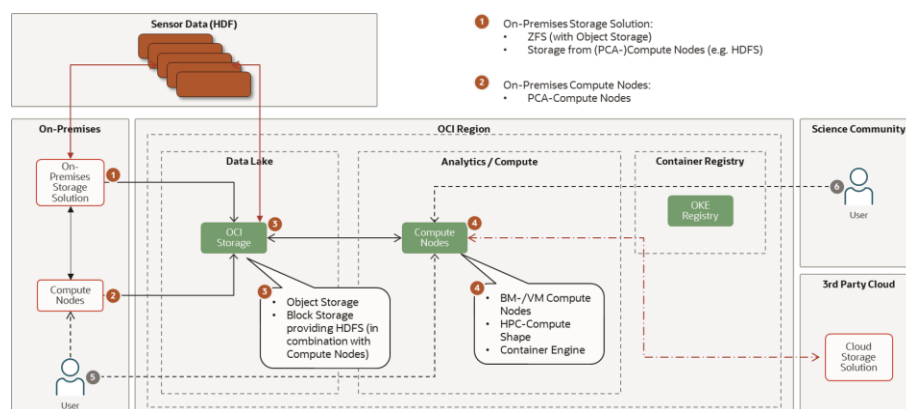 Sensor Data (HDF)
1
On-Premises Storage Solution:
• ZFS (with Object Storage)
• Storage from (PCA-)Compute Nodes (e.g. HDFS)
2
On-Premises Compute Nodes:
• PCA-Compute Nodes
On-Premises
On-
Premises
Storage
Solution
1
Compute
Nodes
2
User
5
OCI Region
Data Lake
OCI
Storage
3
3
• Object Storage
• Block Storage
providing HDFS (in
combination with
Compute Nodes)
Analytics / Compute
Compute
Nodes
4
4
• BM-/VM Compute
Nodes
• HPC-Compute
Shape
• Container Engine
Container Registry
OKE
Registry
Science Community
6
User
3rd Party Cloud
Cloud
Storage
Solution